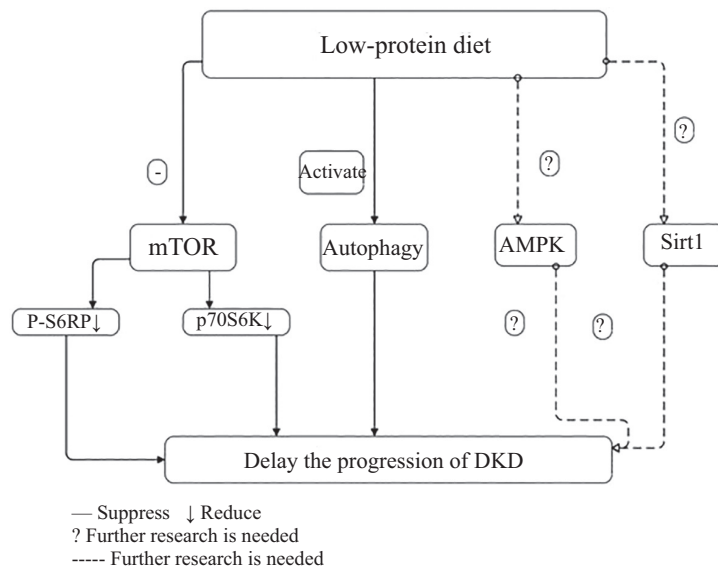 Low-protein diet
?
?
-
Activate
mTOR
Autophagy
AMPK
Sirt1
P-S6RP↓
p70S6K↓
?
?
Delay the progression of DKD
— Suppress ↓ Reduce
? Further research is needed
----- Further research is needed